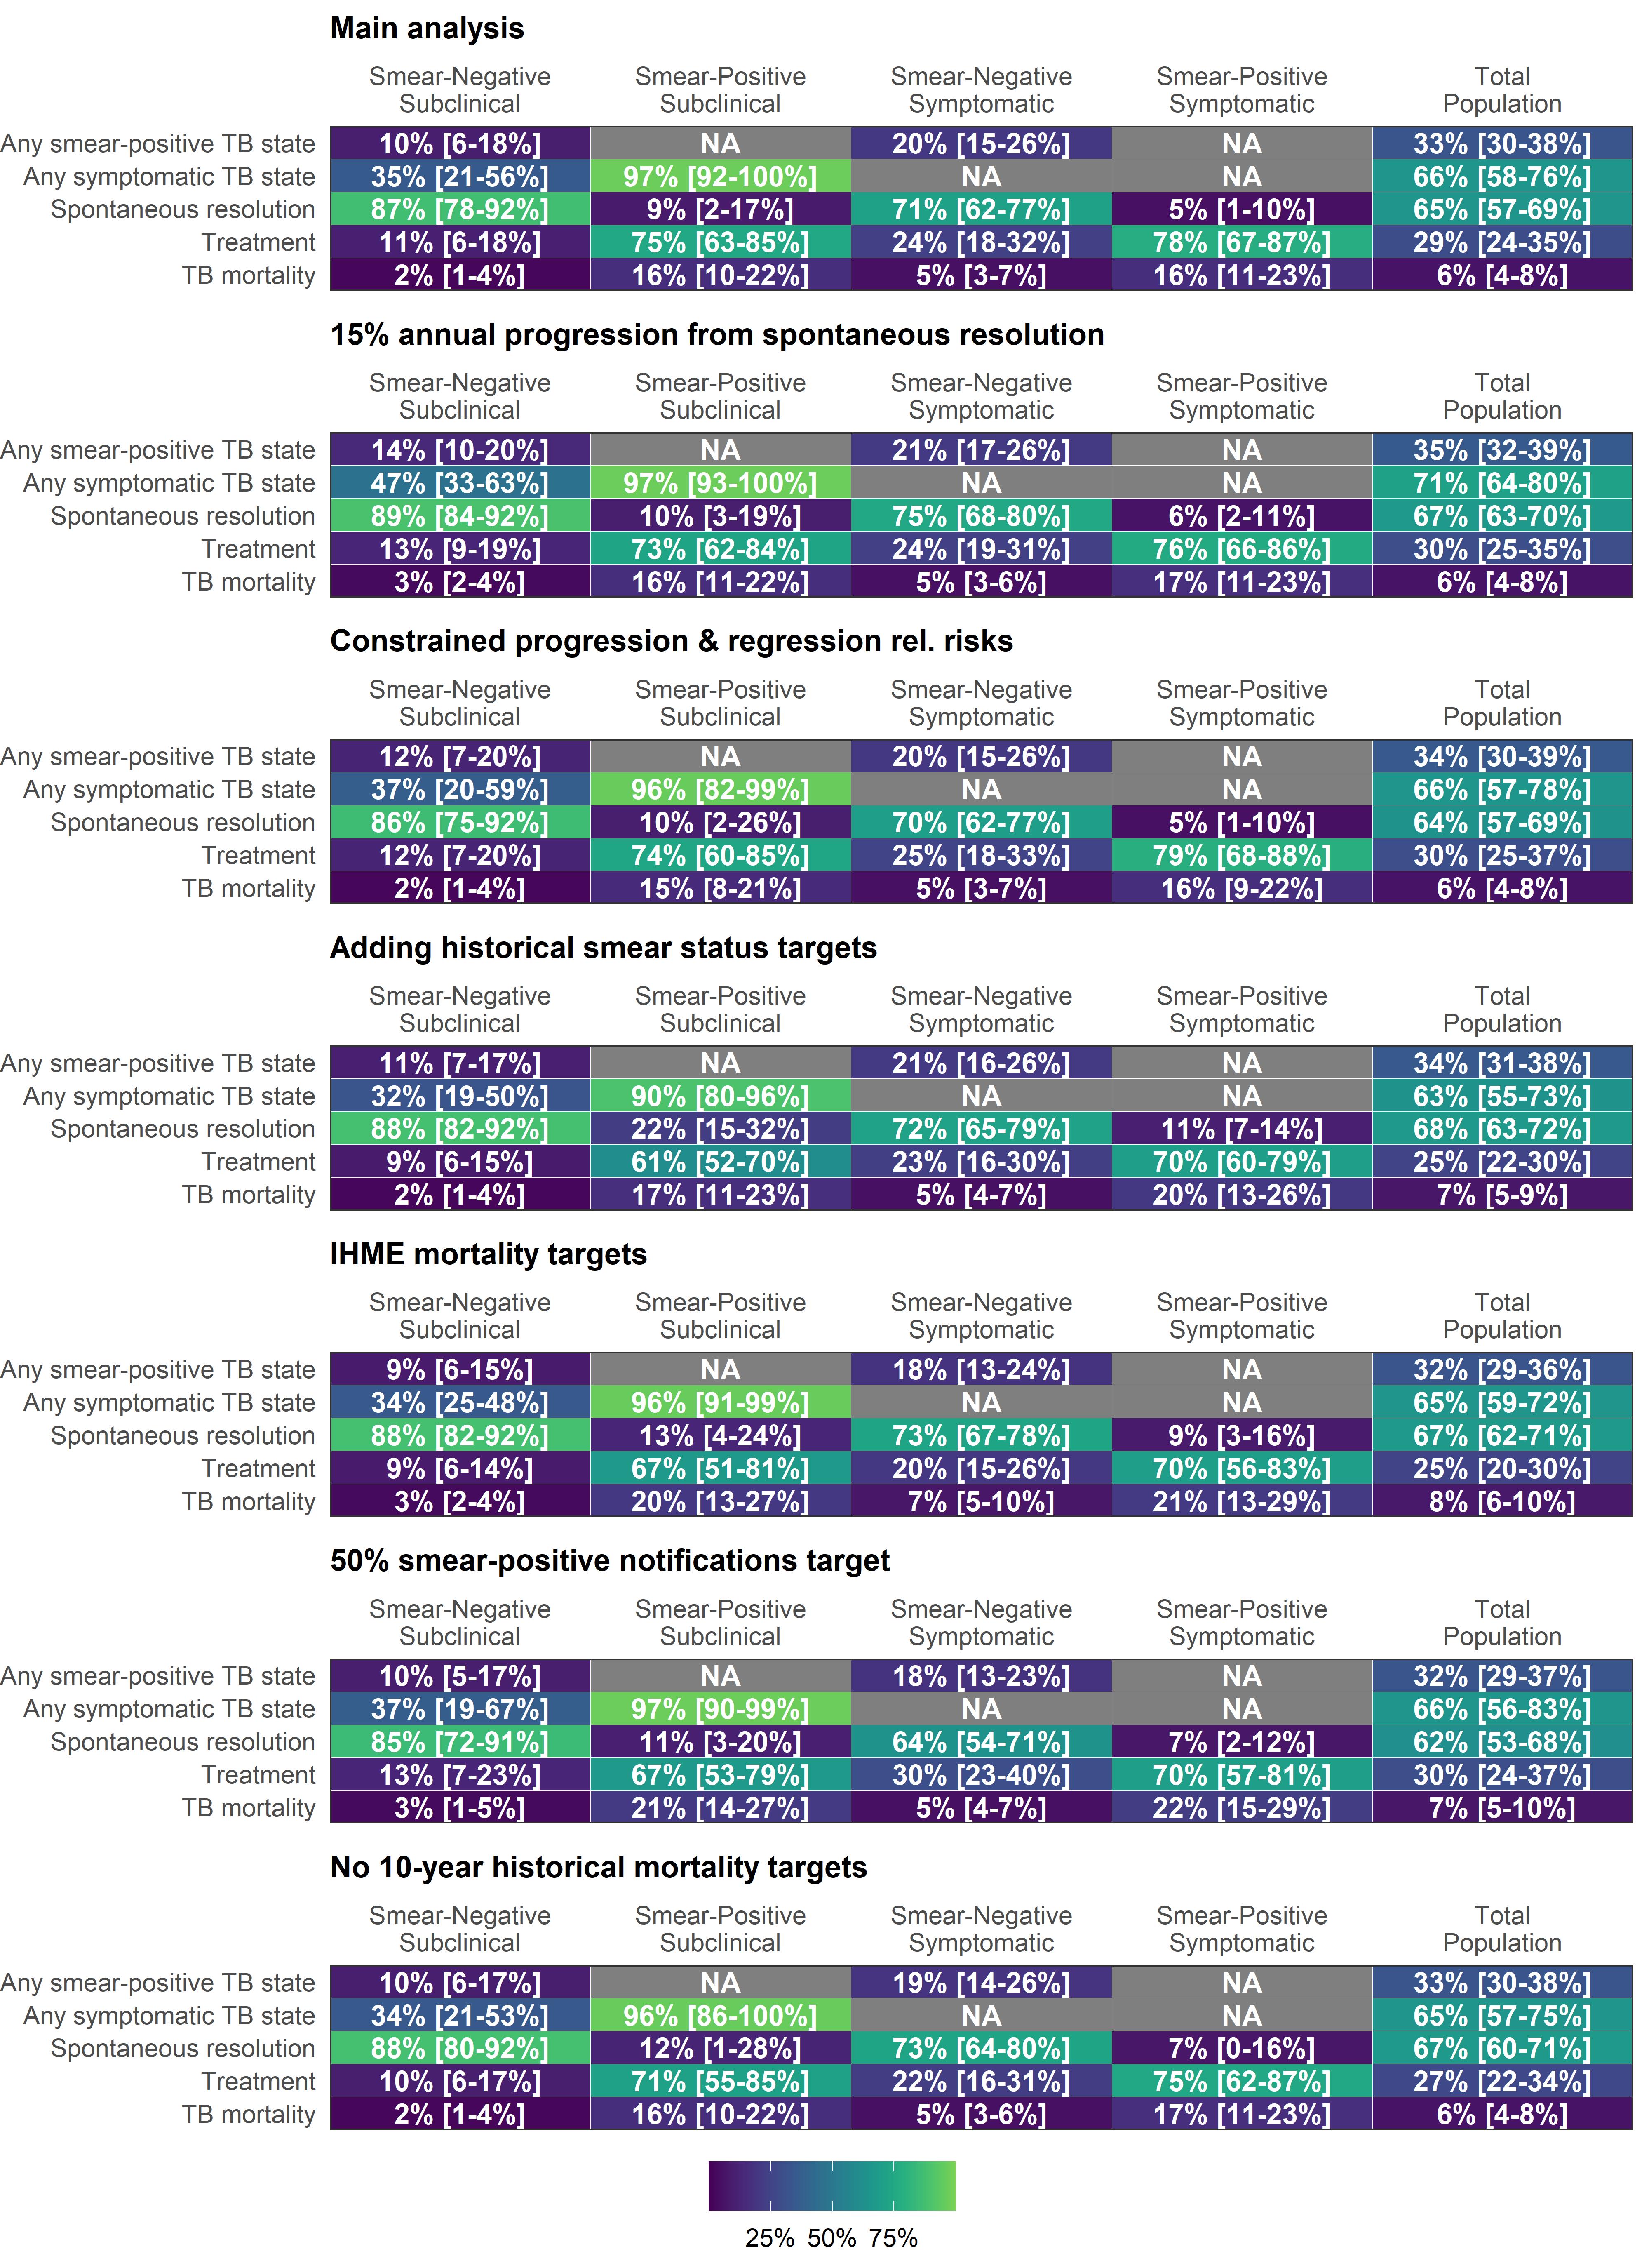 Main analysis
Smear-Negative Subclinical Smear-Positive Subclinical Smear-Negative Symptomatic Smear-Positive Symptomatic Total Population
Any smear-positive TB state 10% [6-18%] NA 20% [15-26%] NA 33% [30-38%]
Any symptomatic TB state 35% [21-56%] 97% [92-100%] NA NA 66% [58-76%]
Spontaneous resolution 87% [78-92%] 9% [2-17%] 71% [62-77%] 5% [1-10%] 65% [57-69%]
Treatment 11% [6-18%] 75% [63-85%] 24% [18-32%] 78% [67-87%] 29% [24-35%]
TB mortality 2% [1-4%] 16% [10-22%] 5% [3-7%] 16% [11-23%] 6% [4-8%]
15% annual progression from spontaneous resolution
Smear-Negative Subclinical Smear-Positive Subclinical Smear-Negative Symptomatic Smear-Positive Symptomatic Total Population
Any smear-positive TB state 14% [10-20%] NA 21% [17-26%] NA 35% [32-39%]
Any symptomatic TB state 47% [33-63%] 97% [93-100%] NA NA 71% [64-80%]
Spontaneous resolution 89% [84-92%] 10% [3-19%] 75% [68-80%] 6% [2-11%] 67% [63-70%]
Treatment 13% [9-19%] 73% [62-84%] 24% [19-31%] 76% [66-86%] 30% [25-35%]
TB mortality 3% [2-4%] 16% [11-22%] 5% [3-6%] 17% [11-23%] 6% [4-8%]
Constrained progression & regression rel. risks
Smear-Negative Subclinical Smear-Positive Subclinical Smear-Negative Symptomatic Smear-Positive Symptomatic Total Population
Any smear-positive TB state 12% [7-20%] NA 20% [15-26%] NA 34% [30-39%]
Any symptomatic TB state 37% [20-59%] 96% [82-99%] NA NA 66% [57-78%]
Spontaneous resolution 86% [75-92%] 10% [2-26%] 70% [62-77%] 5% [1-10%] 64% [57-69%]
Treatment 12% [7-20%] 74% [60-85%] 25% [18-33%] 79% [68-88%] 30% [25-37%]
TB mortality 2% [1-4%] 15% [8-21%] 5% [3-7%] 16% [9-22%] 6% [4-8%]
Adding historical smear status targets
Smear-Negative Subclinical Smear-Positive Subclinical Smear-Negative Symptomatic Smear-Positive Symptomatic Total Population
Any smear-positive TB state 11% [7-17%] NA 21% [16-26%] NA 34% [31-38%]
Any symptomatic TB state 32% [19-50%] 90% [80-96%] NA NA 63% [55-73%]
Spontaneous resolution 88% [82-92%] 22% [15-32%] 72% [65-79%] 11% [7-14%] 68% [63-72%]
Treatment 9% [6-15%] 61% [52-70%] 23% [16-30%] 70% [60-79%] 25% [22-30%]
TB mortality 2% [1-4%] 17% [11-23%] 5% [4-7%] 20% [13-26%] 7% [5-9%]
IHME mortality targets
Smear-Negative Subclinical Smear-Positive Subclinical Smear-Negative Symptomatic Smear-Positive Symptomatic Total Population
Any smear-positive TB state 9% [6-15%] NA 18% [13-24%] NA 32% [29-36%]
Any symptomatic TB state 34% [25-48%] 96% [91-99%] NA NA 65% [59-72%]
Spontaneous resolution 88% [82-92%] 13% [4-24%] 73% [67-78%] 9% [3-16%] 67% [62-71%]
Treatment 9% [6-14%] 67% [51-81%] 20% [15-26%] 70% [56-83%] 25% [20-30%]
TB mortality 3% [2-4%] 20% [13-27%] 7% [5-10%] 21% [13-29%] 8% [6-10%]
50% smear-positive notifications target
Smear-Negative Subclinical Smear-Positive Subclinical Smear-Negative Symptomatic Smear-Positive Symptomatic Total Population
Any smear-positive TB state 10% [5-17%] NA 18% [13-23%] NA 32% [29-37%]
Any symptomatic TB state 37% [19-67%] 97% [90-99%] NA NA 66% [56-83%]
Spontaneous resolution 85% [72-91%] 11% [3-20%] 64% [54-71%] 7% [2-12%] 62% [53-68%]
Treatment 13% [7-23%] 67% [53-79%] 30% [23-40%] 70% [57-81%] 30% [24-37%]
TB mortality 3% [1-5%] 21% [14-27%] 5% [4-7%] 22% [15-29%] 7% [5-10%]
No 10-year historical mortality targets
Smear-Negative Subclinical Smear-Positive Subclinical Smear-Negative Symptomatic Smear-Positive Symptomatic Total Population
Any smear-positive TB state 10% [6-17%] NA 19% [14-26%] NA 33% [30-38%]
Any symptomatic TB state 34% [21-53%] 96% [86-100%] NA NA 65% [57-75%]
Spontaneous resolution 88% [80-92%] 12% [1-28%] 73% [64-80%] 7% [0-16%] 67% [60-71%]
Treatment 10% [6-17%] 71% [55-85%] 22% [16-31%] 75% [62-87%] 27% [22-34%]
TB mortality 2% [1-4%] 16% [10-22%] 5% [3-6%] 17% [11-23%] 6% [4-8%]
25% 50% 75%